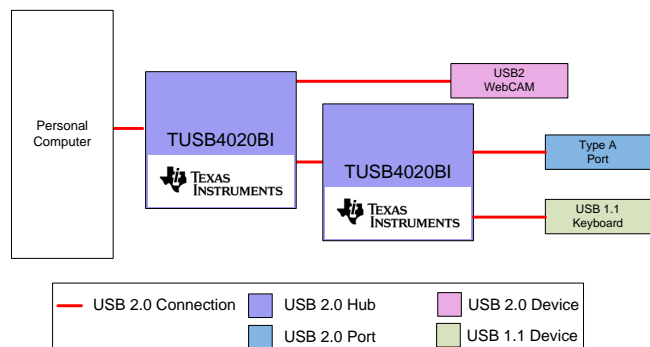 USB2
WebCAM
Personal
Computer
TUSB4020BI
TEXAS
INSTRUMENTS
TUSB4020BI
TEXAS
INSTRUMENTS
Type A
Port
USB 1.1
Keyboard
USB 2.0 Connection
USB 2.0 Hub
USB 2.0 Device
USB 2.0 Port
USB 1.1 Device